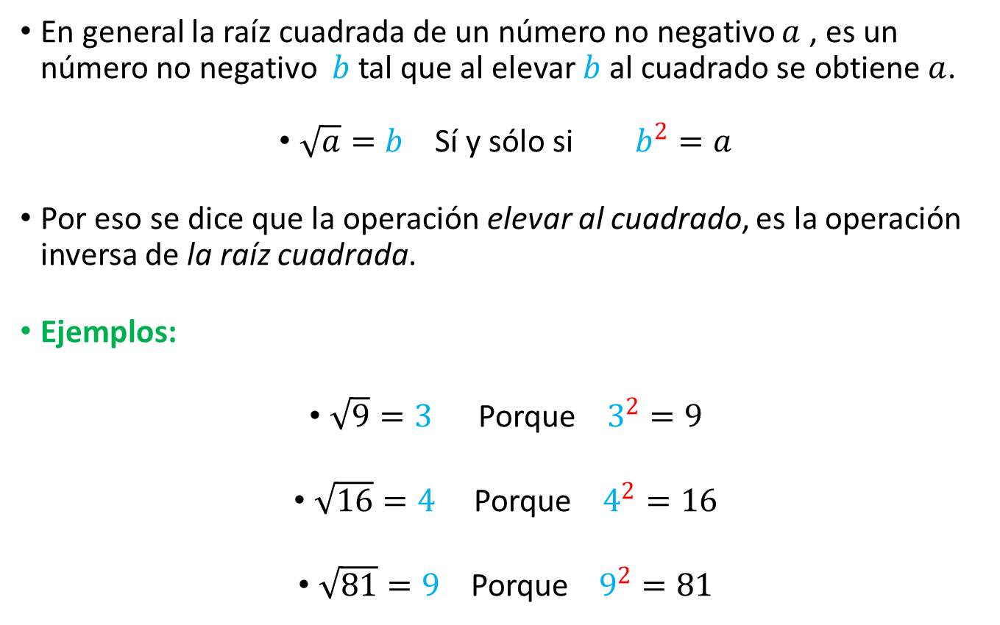 • En general la raíz cuadrada de un número no negativo a , es un
número no negativo b tal que al elevar b al cuadrado se obtiene a.
• √a = b Sí y sólo si b² = a
• Por eso se dice que la operación elevar al cuadrado, es la operación
inversa de la raíz cuadrada.
• Ejemplos:
• √9 = 3 Porque 3² = 9
• √16 = 4 Porque 4² = 16
• √81 = 9 Porque 9² = 81